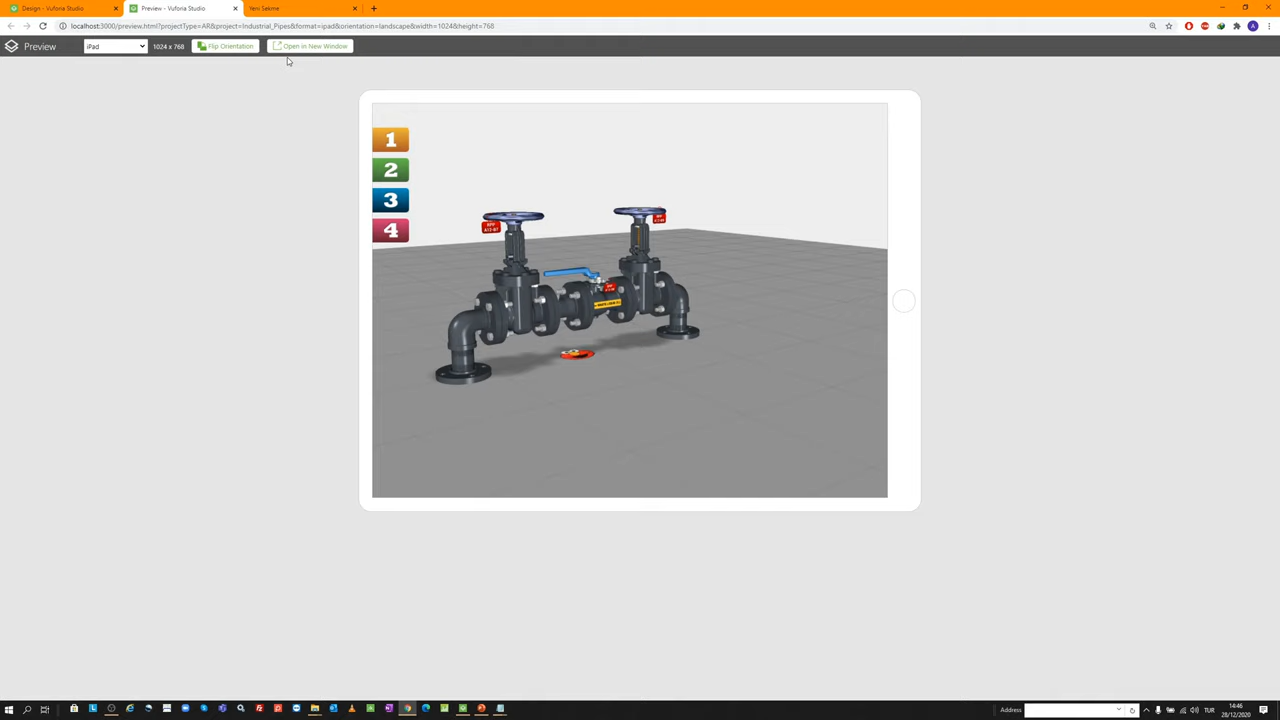 Design - Vuforia Studio
Preview - Vuforia Studio
Yeni Sekme
localhost:3000/preview.html?projectType=AR&project=Industrial_Pipes&format=ipad&orientation=landscape&width=1024&height=768
Preview
iPad
1024 x 768
Flip Orientation
Open in New Window
1
2
3
4
Address
TUR
14:46
28/12/2020